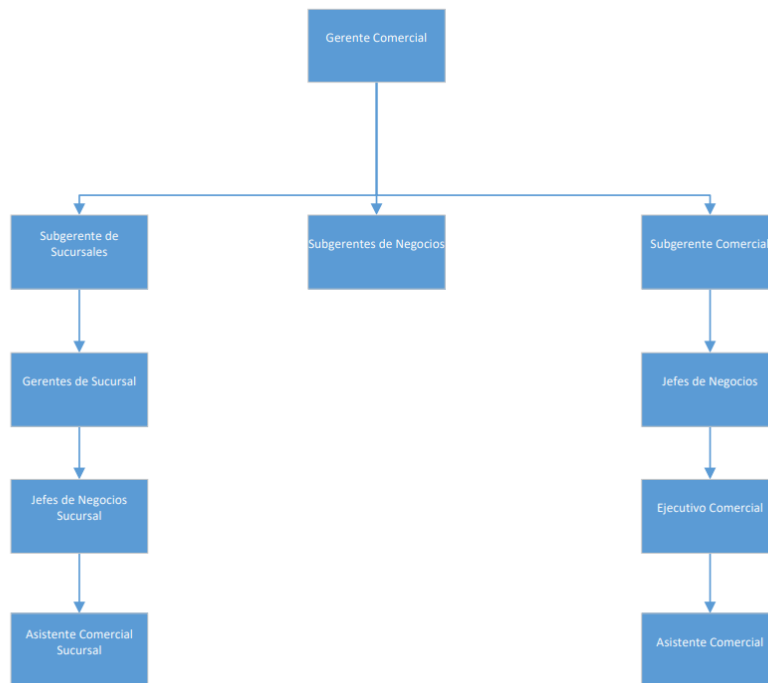 Gerente Comercial
Subgerente de
Sucursales
Subgerentes de Negocios
Subgerente Comercial
Gerentes de Sucursal
Jefes de Negocios
Jefes de Negocios
Sucursal
Ejecutivo Comercial
Asistente Comercial
Sucursal
Asistente Comercial